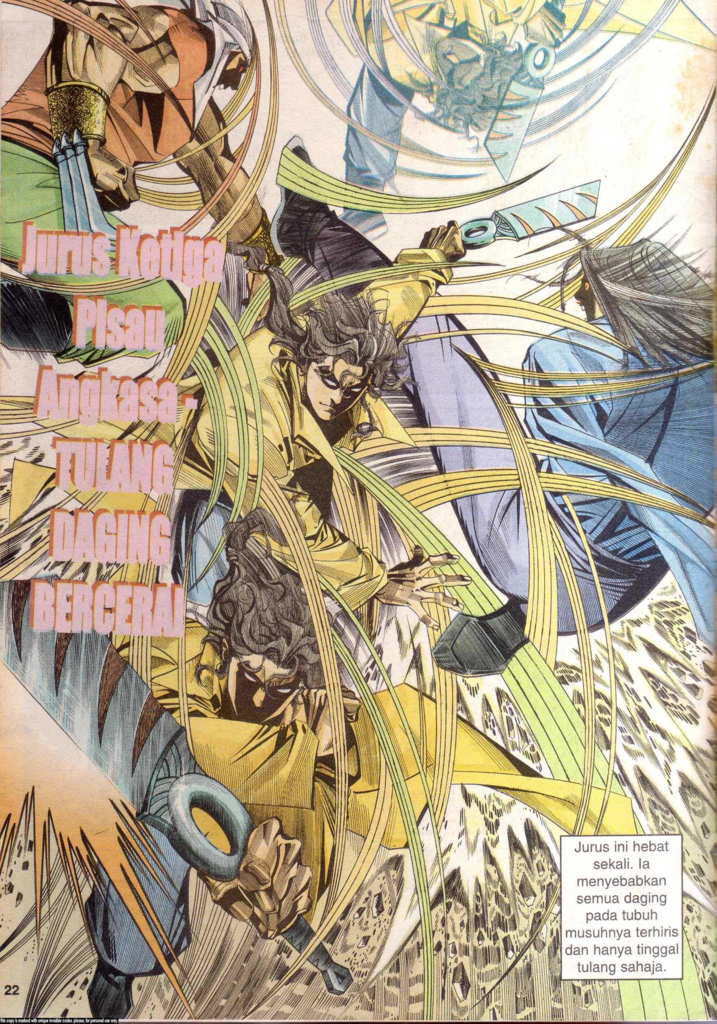 Jurus Ketiga
Pisau
Angkasa -
TULANG
DAGING
BERCERAI
Jurus ini hebat
sekali. Ia
menyebabkan
semua daging
pada tubuh
musuhnya terhiris
dan hanya tinggal
tulang sahaja.
22